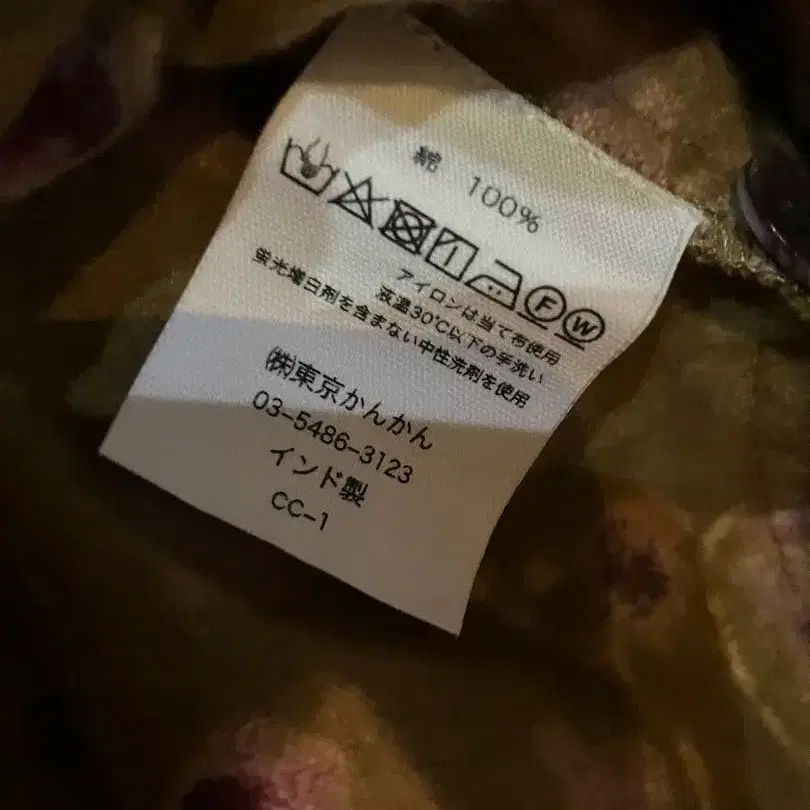 綿 100%
F W
アイロンは当て布使用
液温30℃以下の手洗い
蛍光増白剤を含まない中性洗剤を使用
㈱東京かんかん
03-5486-3123
インド製
CC-1